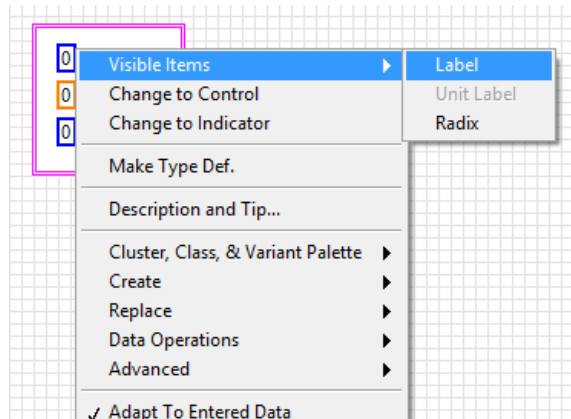 0
0
0
Visible Items
Label
Unit Label
Radix
Change to Control
Change to Indicator
Make Type Def.
Description and Tip...
Cluster, Class, & Variant Palette
Create
Replace
Data Operations
Advanced
Adapt To Entered Data